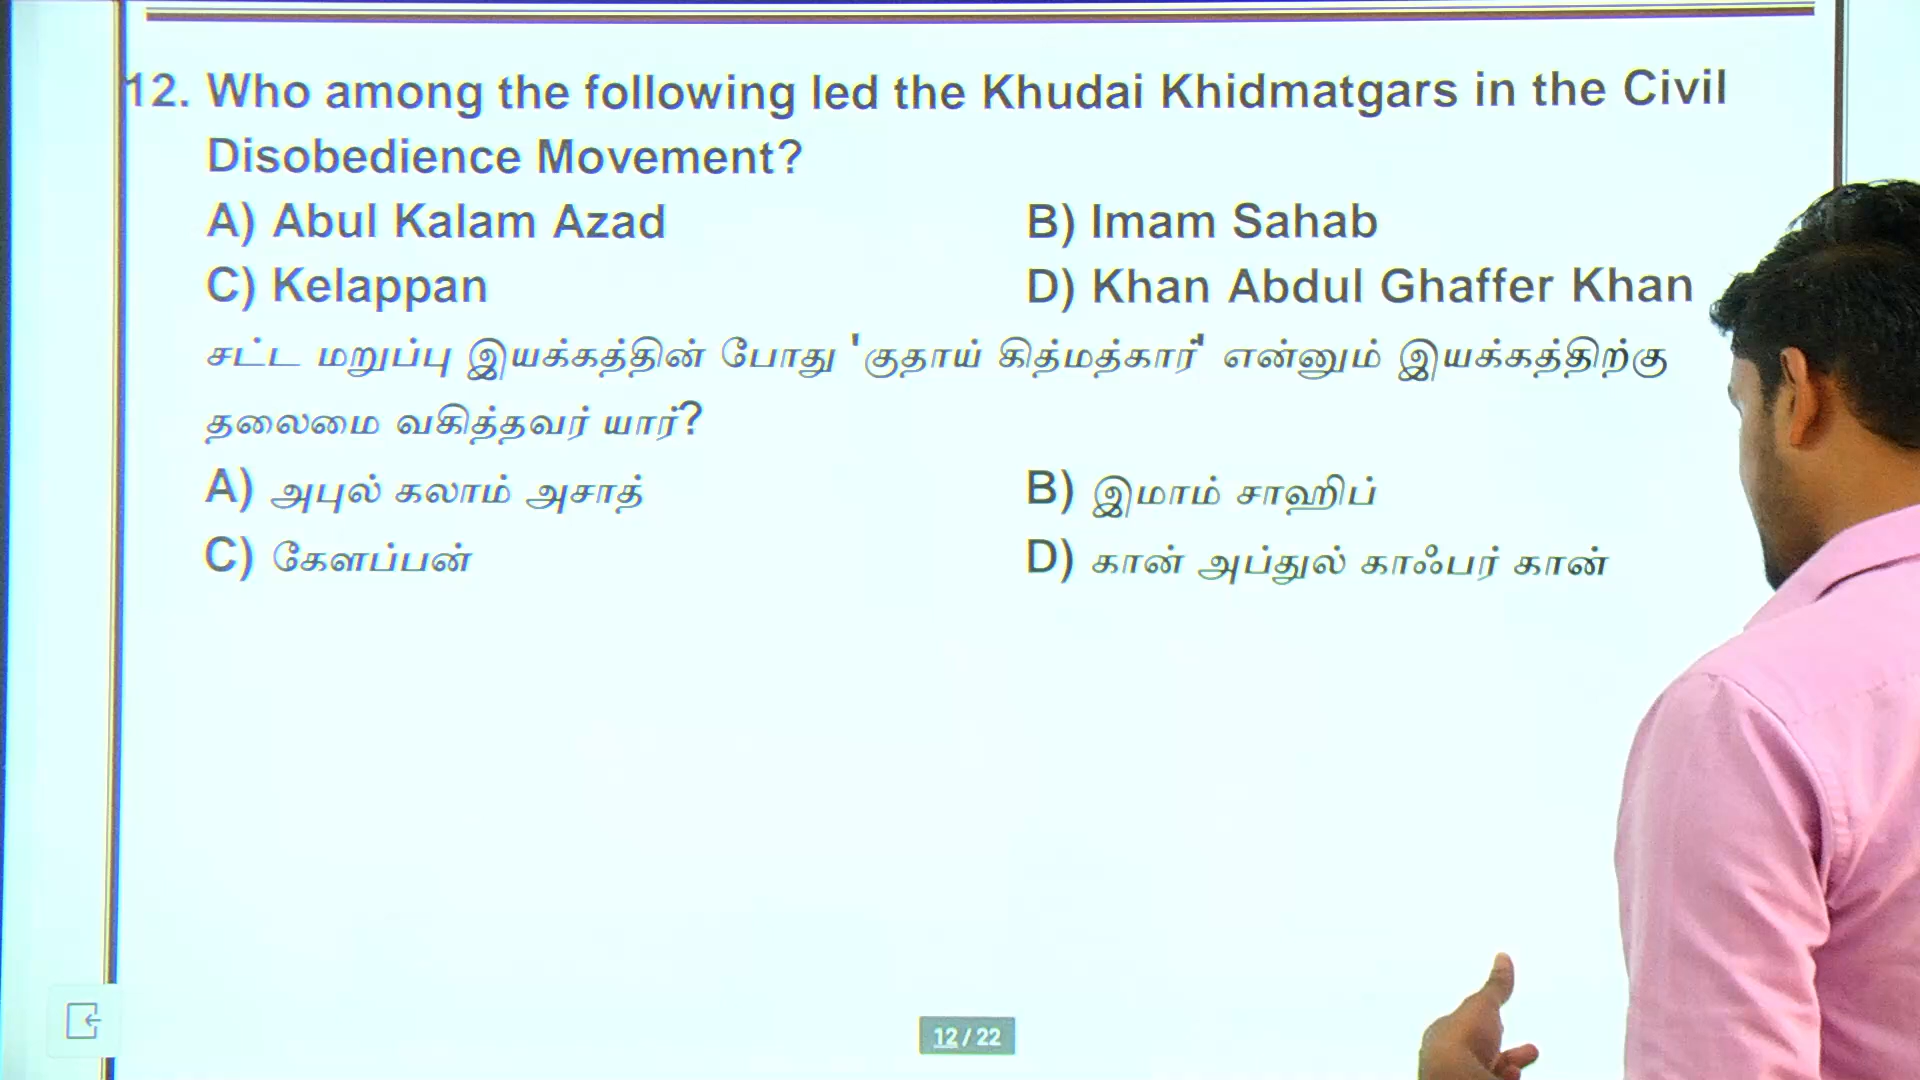 12. Who among the following led the Khudai Khidmatgars in the Civil
Disobedience Movement?
A) Abul Kalam Azad B) Imam Sahab
C) Kelappan D) Khan Abdul Ghaffer Khan
சட்ட மறுப்பு இயக்கத்தின் போது 'குதாய் கித்மத்கார்' என்னும் இயக்கத்திற்கு
தலைமை வகித்தவர் யார்?
A) அபுல் கலாம் அசாத் B) இமாம் சாஹிப்
C) கேளப்பன் D) கான் அப்துல் காஃபர் கான்
12 / 22